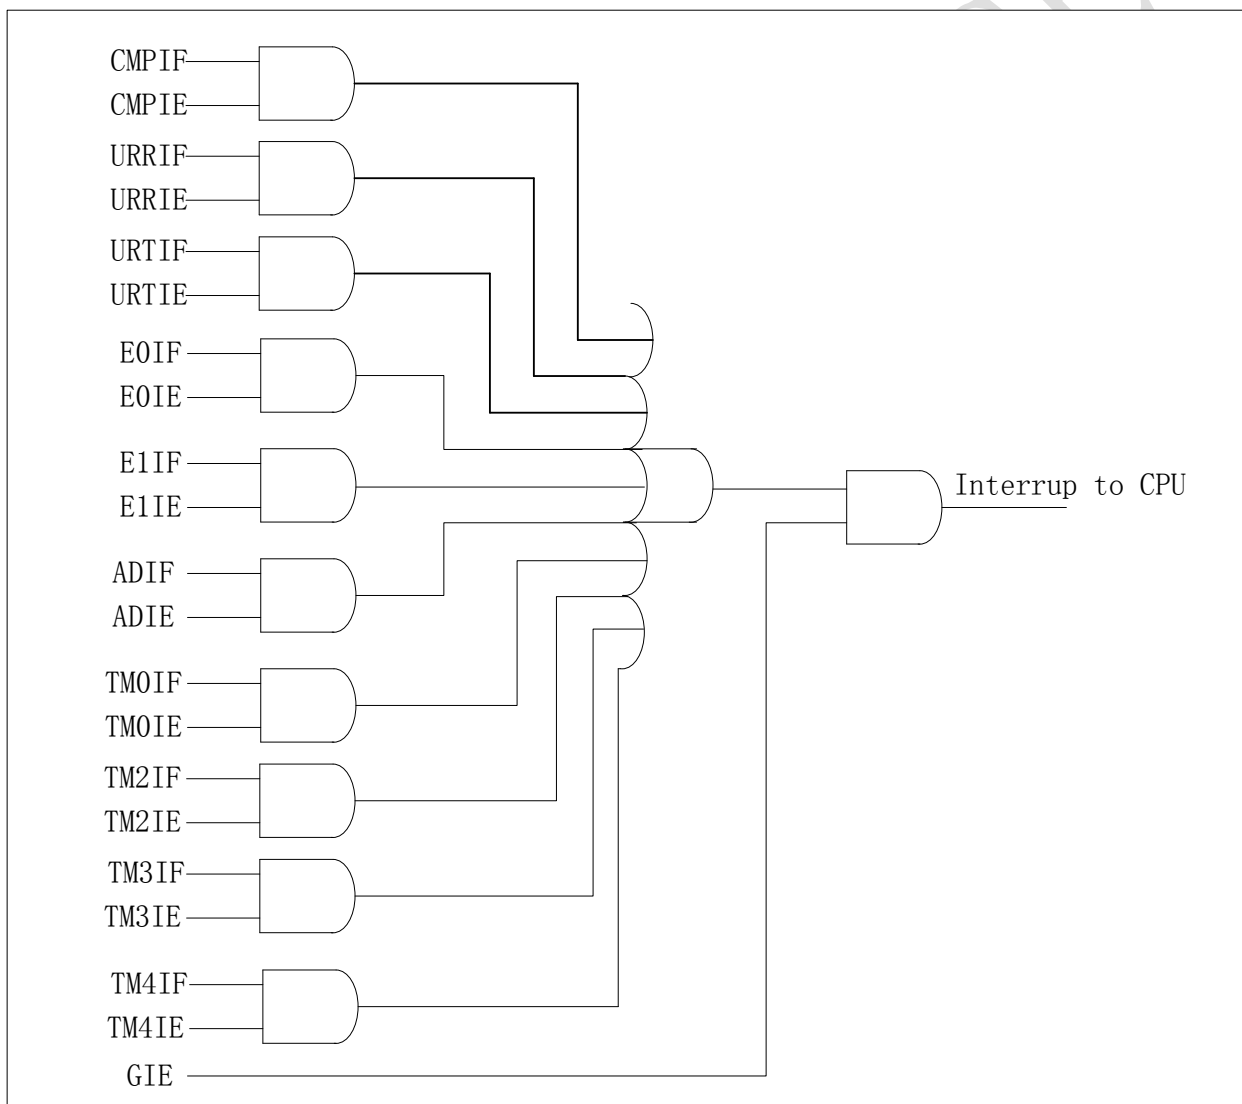 CMPIF
CMPIE
URRIF
URRIE
URTIF
URTIE
E0IF
E0IE
E1IF
E1IE
Interrup to CPU
ADIF
ADIE
TM0IF
TM0IE
TM2IF
TM2IE
TM3IF
TM3IE
TM4IF
TM4IE
GIE